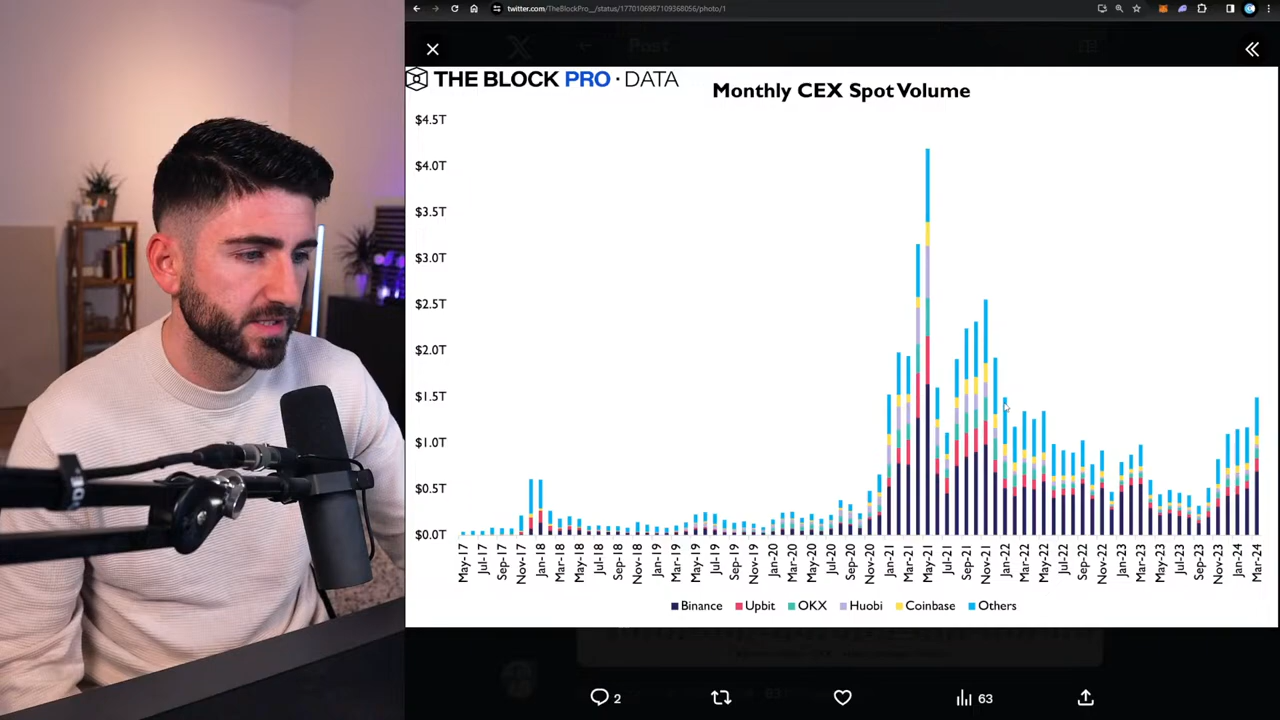 twitter.com/TheBlockPro__/status/1770106987109368056/photo/1
Post
THE BLOCK PRO · DATA
Monthly CEX Spot Volume
$4.5T
$4.0T
$3.5T
$3.0T
$2.5T
$2.0T
$1.5T
$1.0T
$0.5T
$0.0T
May-17
Jul-17
Sep-17
Nov-17
Jan-18
Mar-18
May-18
Jul-18
Sep-18
Nov-18
Jan-19
Mar-19
May-19
Jul-19
Sep-19
Nov-19
Jan-20
Mar-20
May-20
Jul-20
Sep-20
Nov-20
Jan-21
Mar-21
May-21
Jul-21
Sep-21
Nov-21
Jan-22
Mar-22
May-22
Jul-22
Sep-22
Nov-22
Jan-23
Mar-23
May-23
Jul-23
Sep-23
Nov-23
Jan-24
Mar-24
Binance Upbit OKX Huobi Coinbase Others
2 63